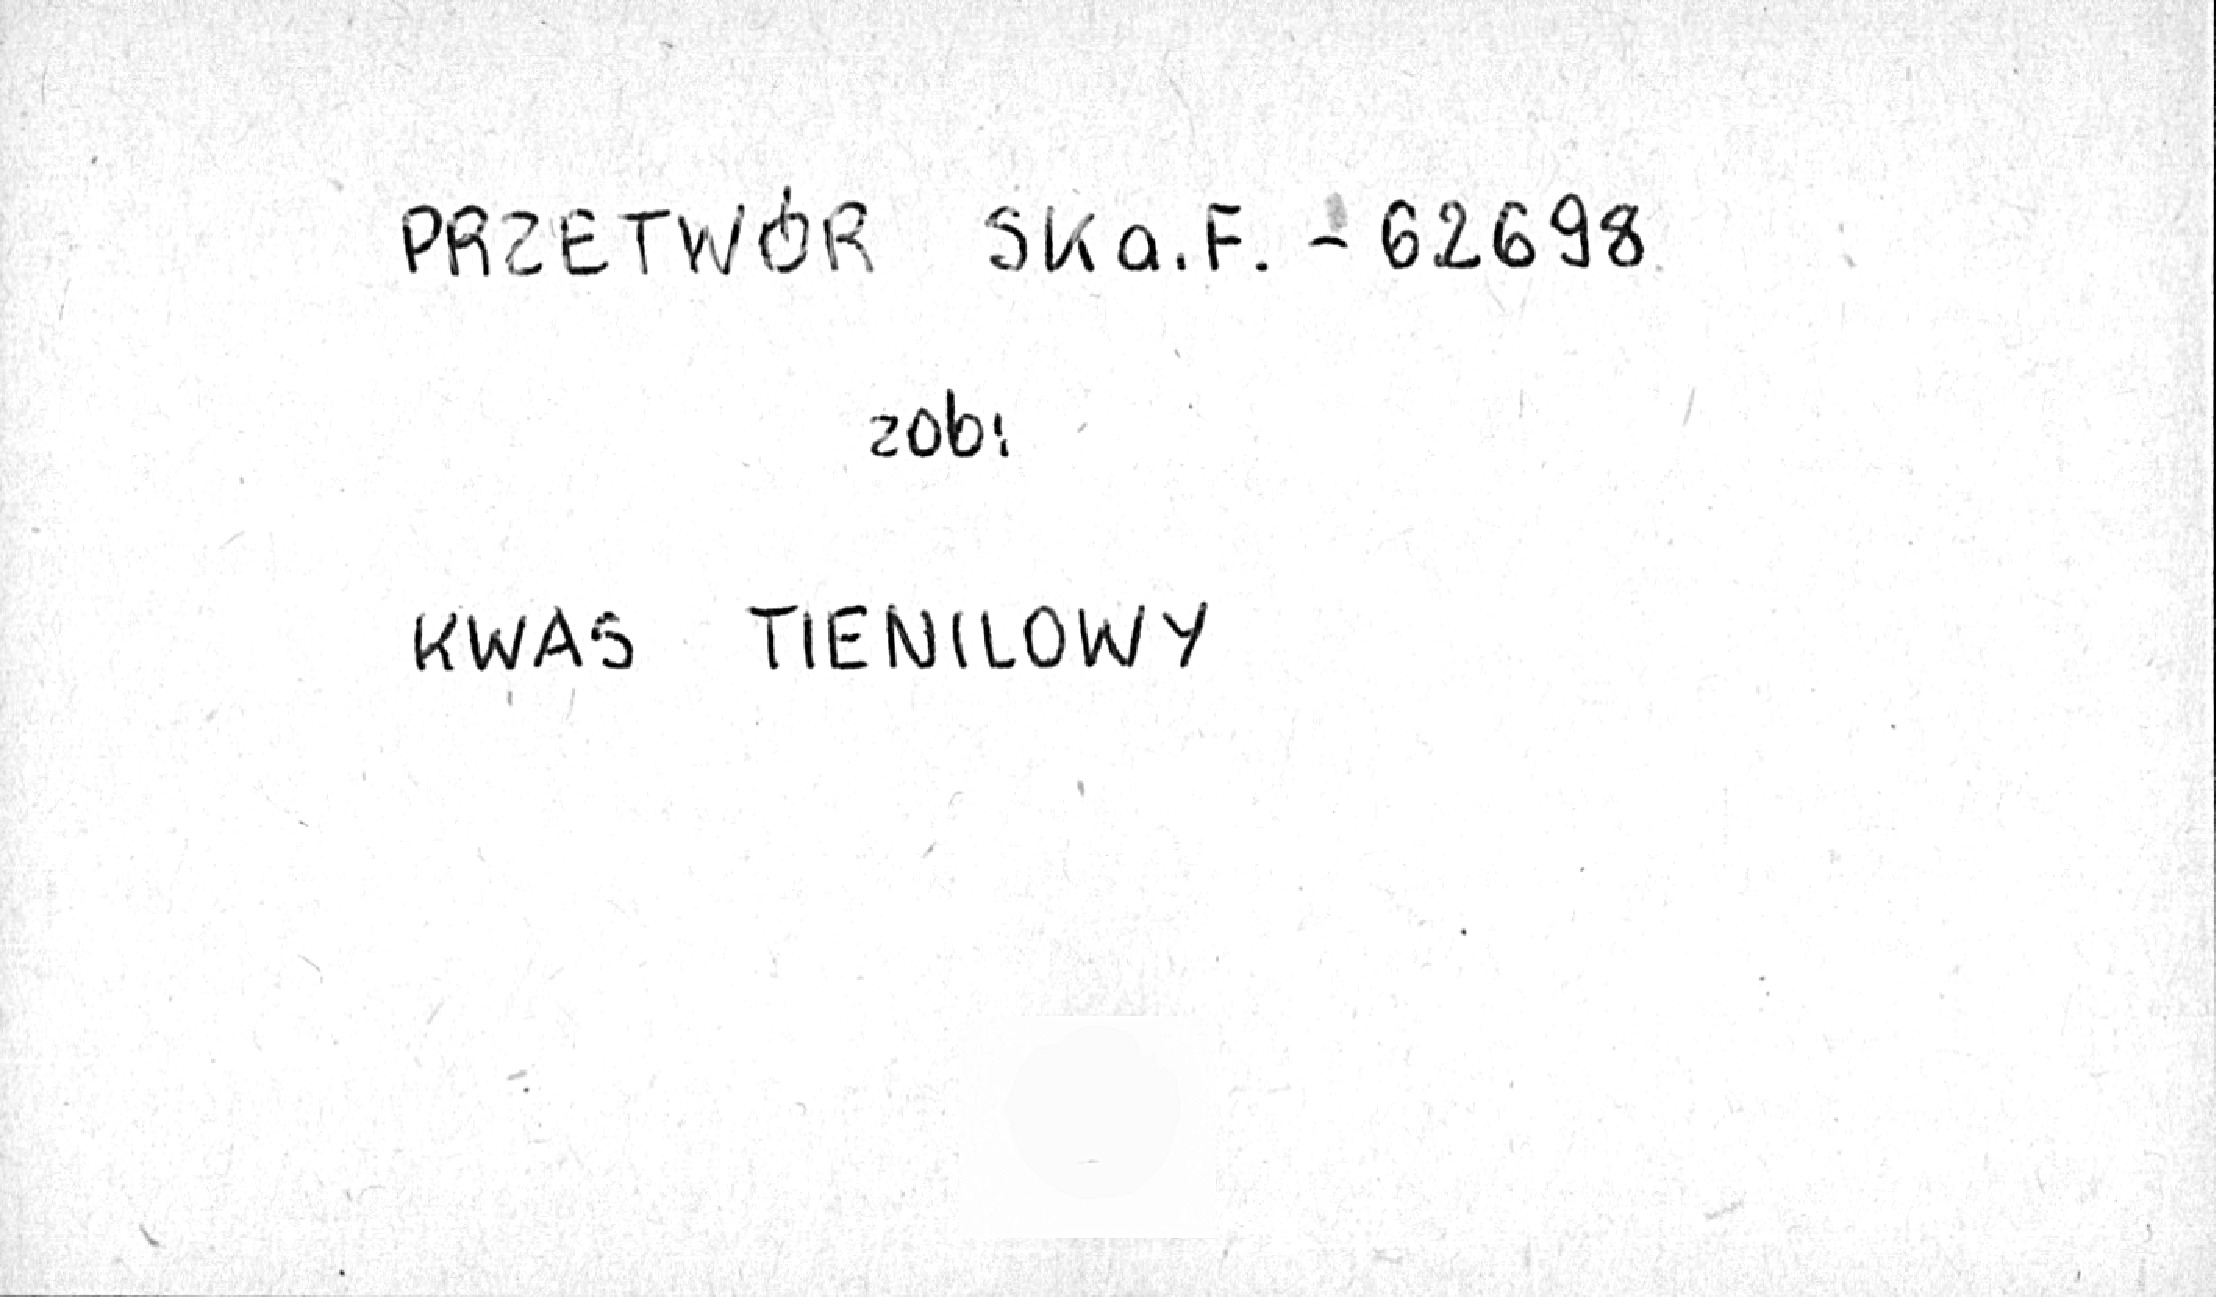 PRZETWÓR SKa.F. - 62698
zob:
KWAS TIENILOWY